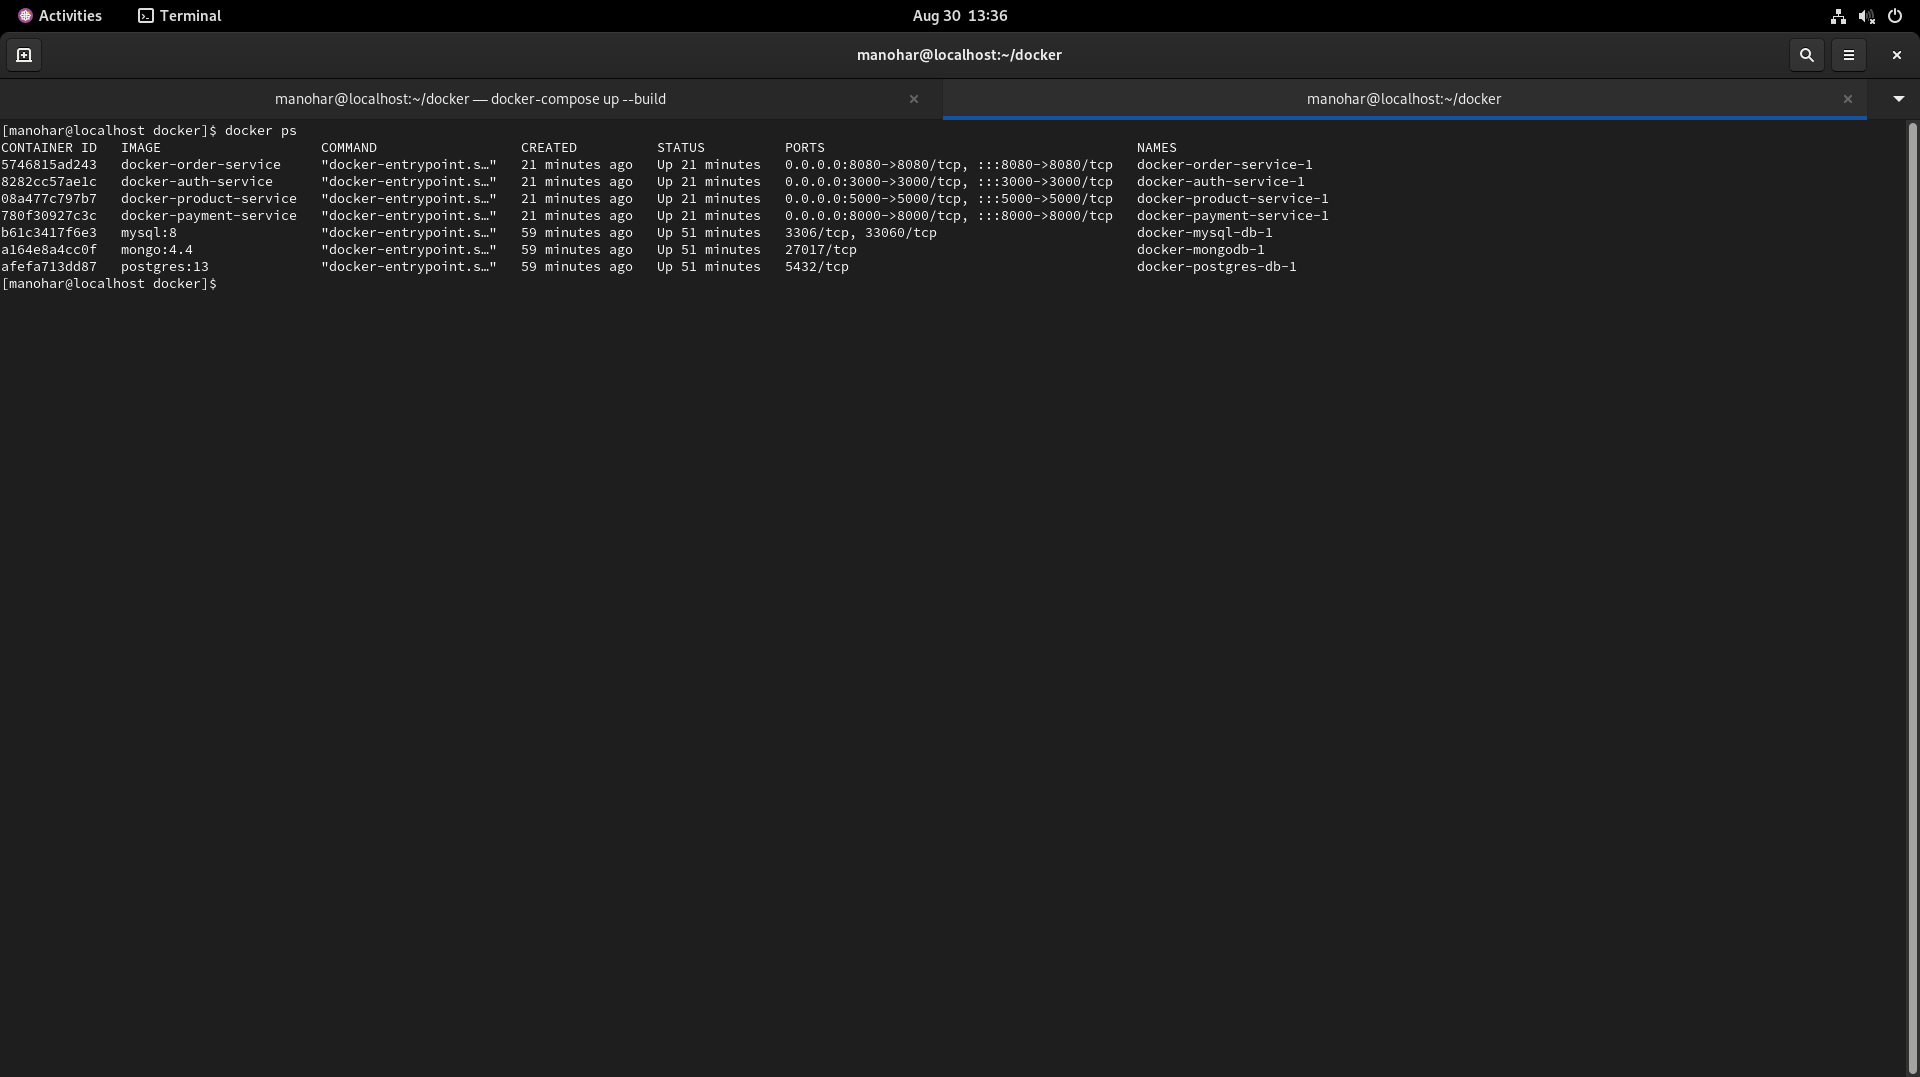 Activities Terminal Aug 30 13:36
manohar@localhost:~/docker
manohar@localhost:~/docker — docker-compose up --build manohar@localhost:~/docker
[manohar@localhost docker]$ docker ps
CONTAINER ID   IMAGE                    COMMAND                  CREATED          STATUS          PORTS                                       NAMES
5746815ad243   docker-order-service     "docker-entrypoint.s…"   21 minutes ago   Up 21 minutes   0.0.0.0:8080->8080/tcp, :::8080->8080/tcp   docker-order-service-1
8282cc57ae1c   docker-auth-service      "docker-entrypoint.s…"   21 minutes ago   Up 21 minutes   0.0.0.0:3000->3000/tcp, :::3000->3000/tcp   docker-auth-service-1
08a477c797b7   docker-product-service   "docker-entrypoint.s…"   21 minutes ago   Up 21 minutes   0.0.0.0:5000->5000/tcp, :::5000->5000/tcp   docker-product-service-1
780f30927c3c   docker-payment-service   "docker-entrypoint.s…"   21 minutes ago   Up 21 minutes   0.0.0.0:8000->8000/tcp, :::8000->8000/tcp   docker-payment-service-1
b61c3417f6e3   mysql:8                  "docker-entrypoint.s…"   59 minutes ago   Up 51 minutes   3306/tcp, 33060/tcp                         docker-mysql-db-1
a164e8a4cc0f   mongo:4.4                "docker-entrypoint.s…"   59 minutes ago   Up 51 minutes   27017/tcp                                   docker-mongodb-1
afefa713dd87   postgres:13              "docker-entrypoint.s…"   59 minutes ago   Up 51 minutes   5432/tcp                                    docker-postgres-db-1
[manohar@localhost docker]$